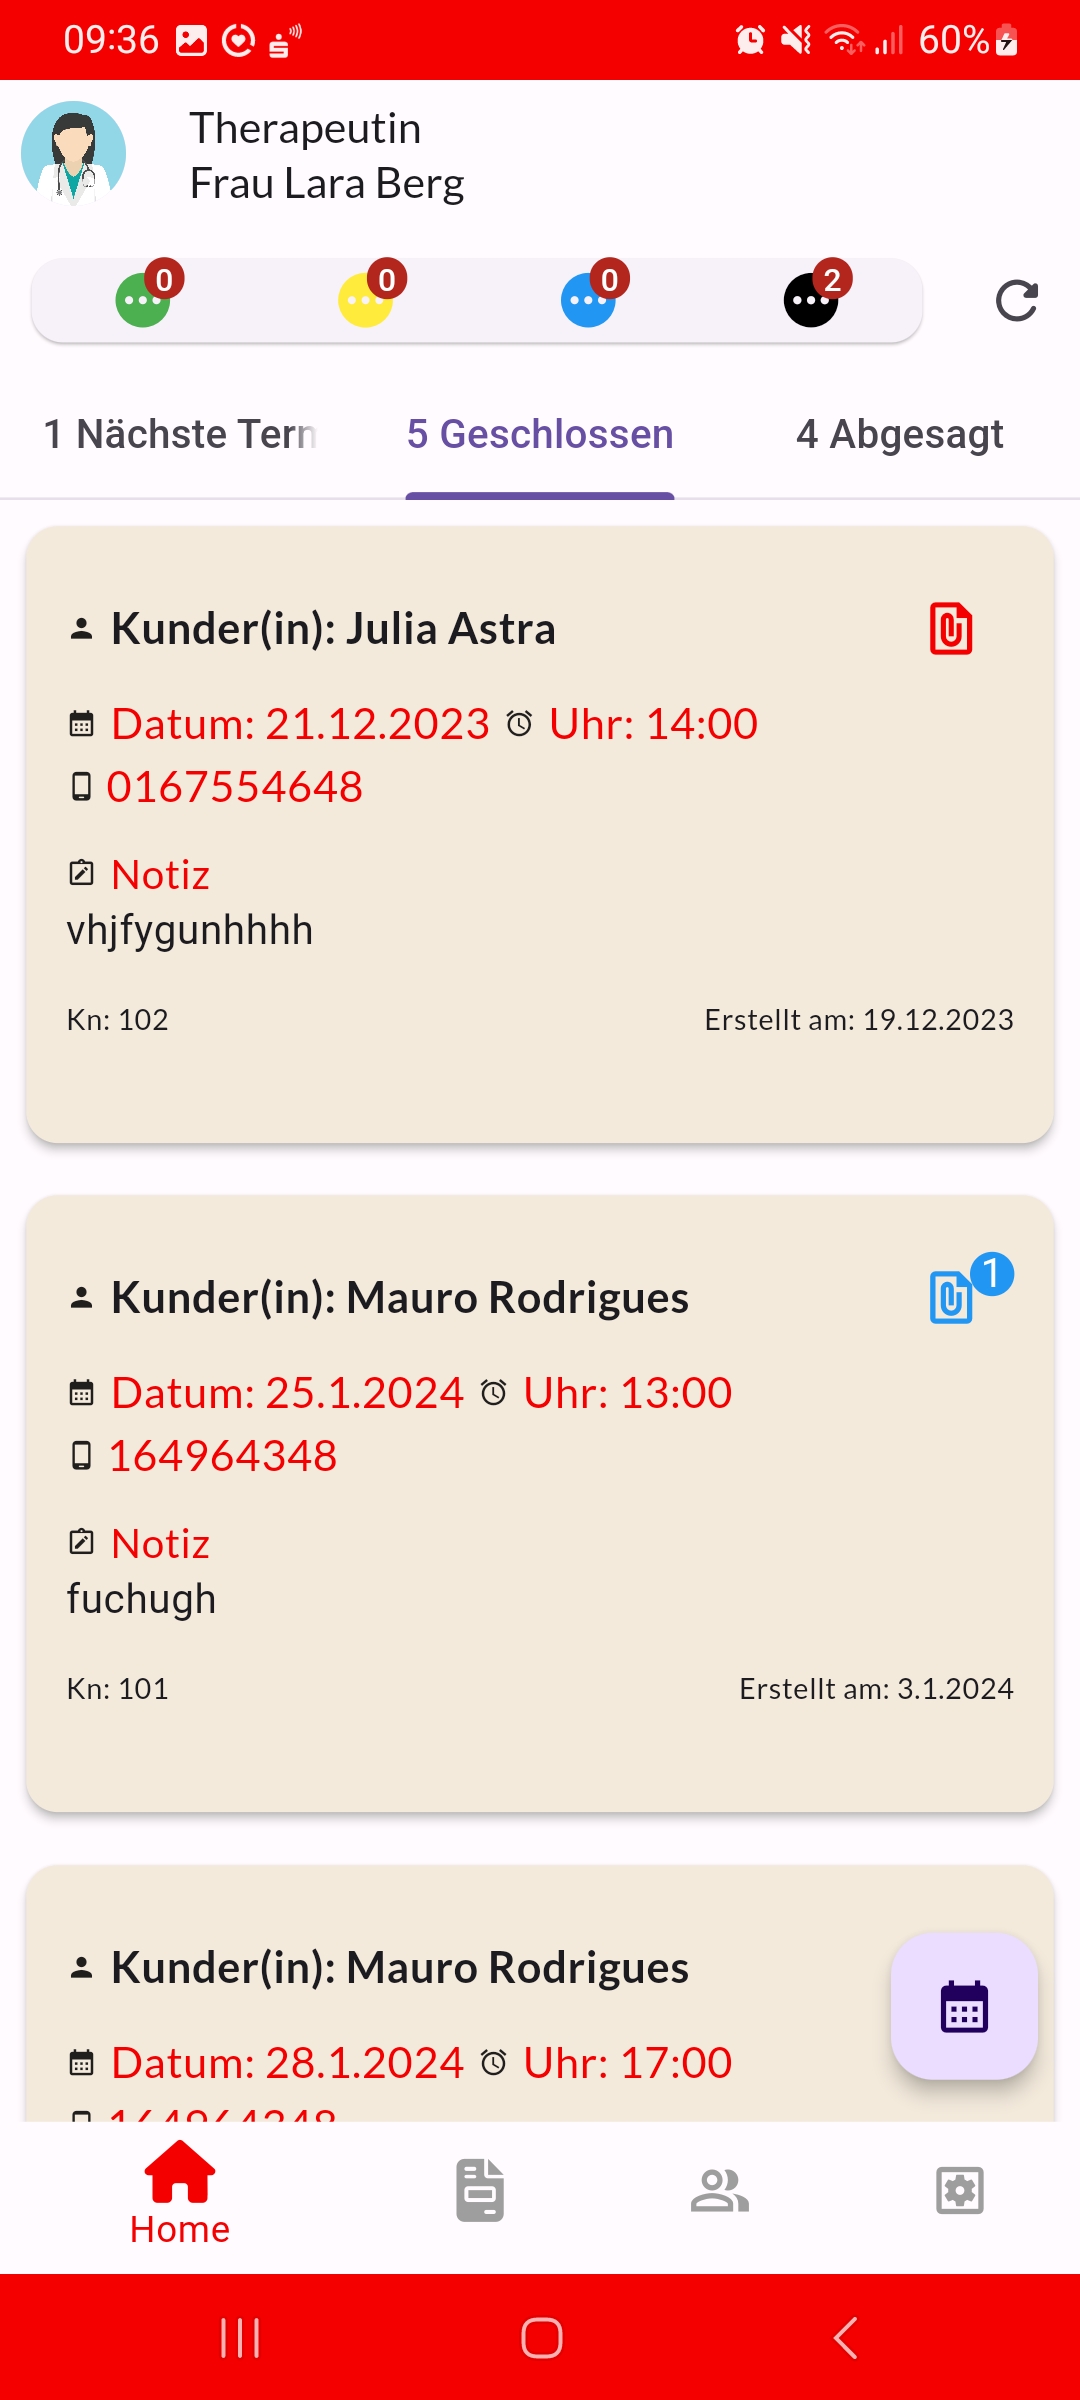 09:36 60%
Therapeutin
Frau Lara Berg
0 0 0 2
1 Nächste Tern 5 Geschlossen 4 Abgesagt
Kunder(in): Julia Astra
Datum: 21.12.2023 Uhr: 14:00
0167554648
Notiz
vhjfygunhhhh
Kn: 102 Erstellt am: 19.12.2023
Kunder(in): Mauro Rodrigues 1
Datum: 25.1.2024 Uhr: 13:00
164964348
Notiz
fuchugh
Kn: 101 Erstellt am: 3.1.2024
Kunder(in): Mauro Rodrigues
Datum: 28.1.2024 Uhr: 17:00
164964348
Home